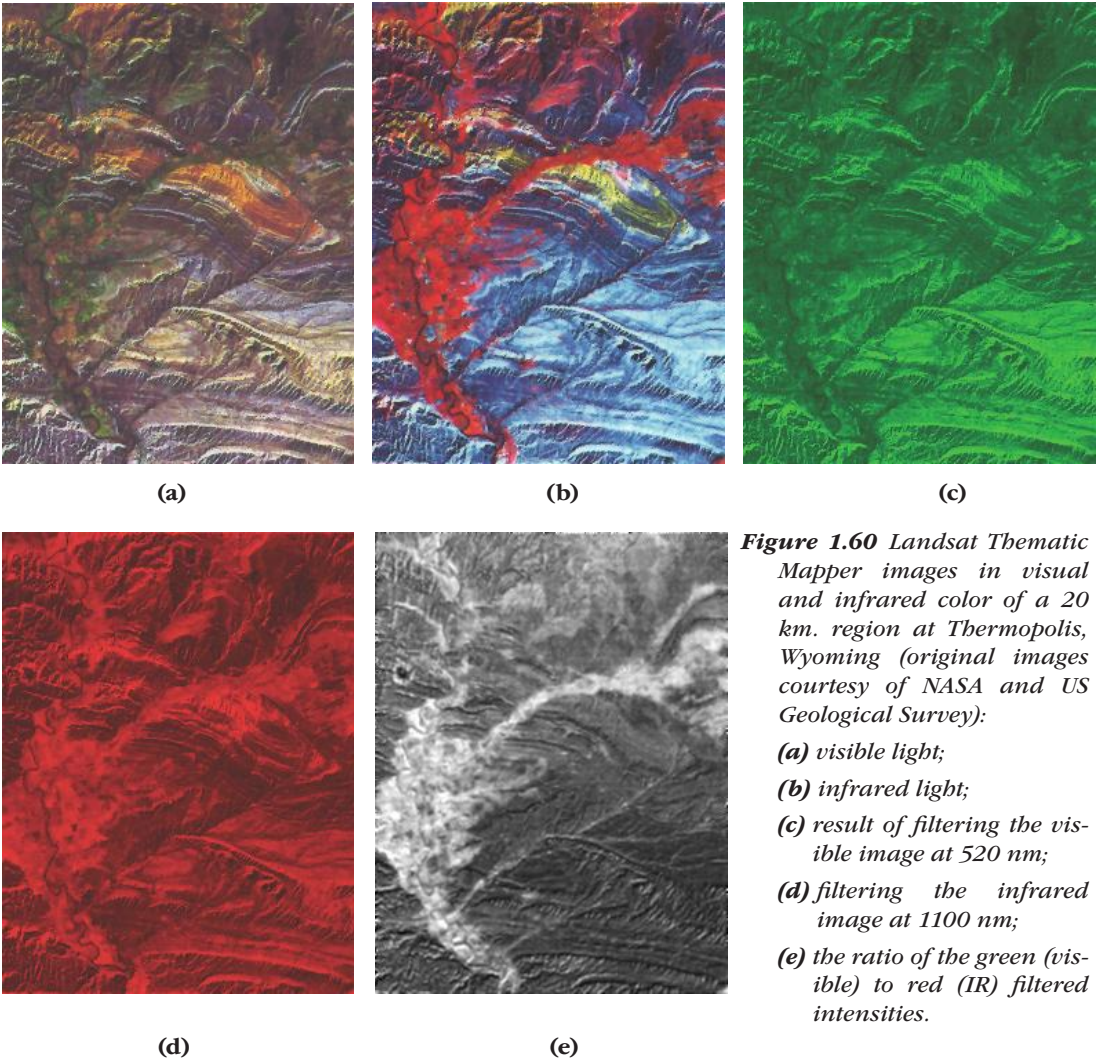 (a)
(b)
(c)
Figure 1.60 Landsat Thematic
Mapper images in visual
and infrared color of a 20
km. region at Thermopolis,
Wyoming (original images
courtesy of NASA and US
Geological Survey):
(a) visible light;
(b) infrared light;
(c) result of filtering the vis-
ible image at 520 nm;
(d) filtering the infrared
image at 1100 nm;
(e) the ratio of the green (vis-
ible) to red (IR) filtered
intensities.
(d)
(e)